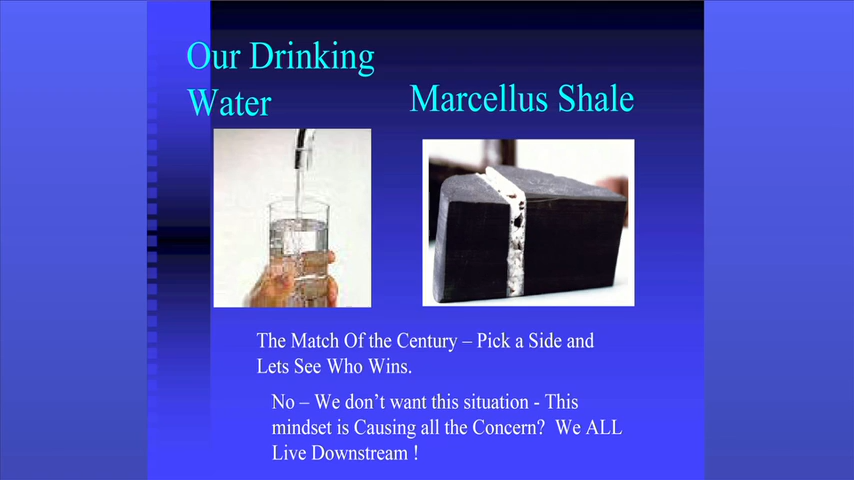 Our Drinking
Water
Marcellus Shale
The Match Of the Century – Pick a Side and
Lets See Who Wins.
No – We don’t want this situation - This
mindset is Causing all the Concern?  We ALL
Live Downstream !